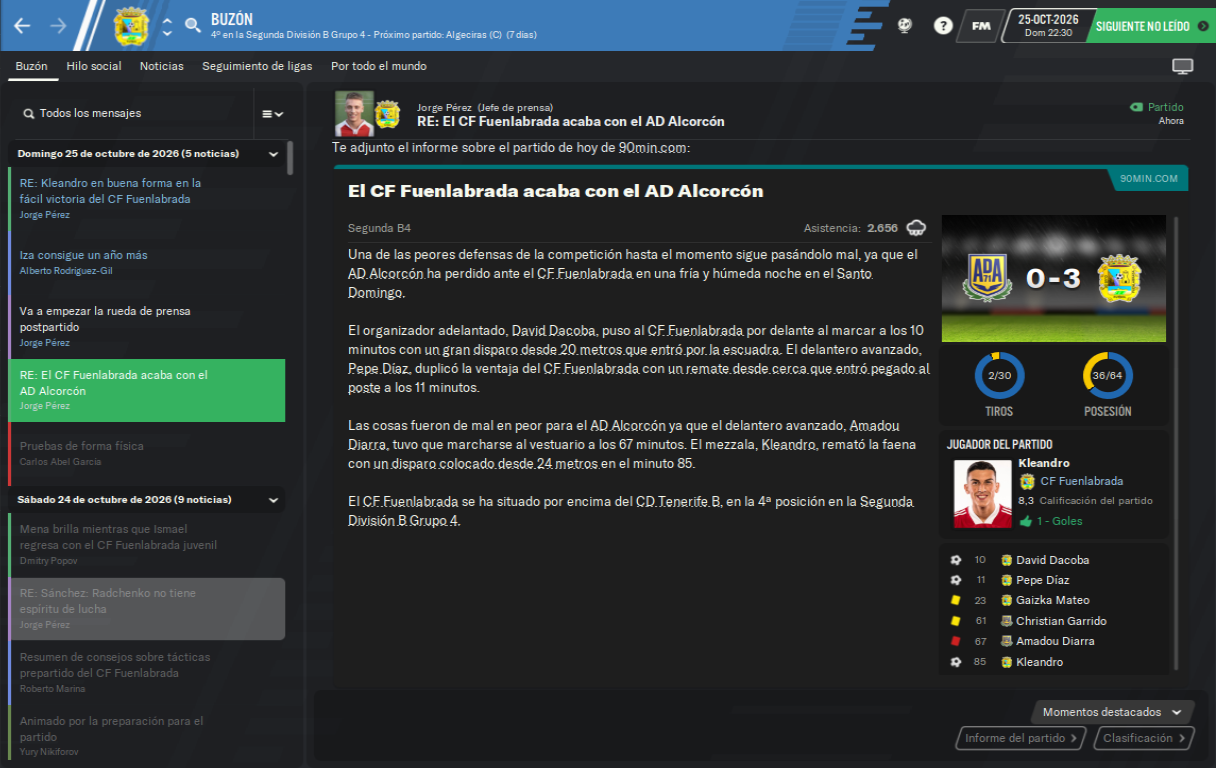 BUZÓN
4º en la Segunda División B Grupo 4 - Próximo partido: Algeciras (C) (7 días)
FM
25-OCT-2026
Dom 22:30
SIGUIENTE NO LEÍDO
Buzón
Hilo social
Noticias
Seguimiento de ligas
Por todo el mundo
Todos los mensajes
Domingo 25 de octubre de 2026 (5 noticias)
RE: Kleandro en buena forma en la
fácil victoria del CF Fuenlabrada
Jorge Pérez
Iza consigue un año más
Alberto Rodríguez-Gil
Va a empezar la rueda de prensa
postpartido
Jorge Pérez
RE: El CF Fuenlabrada acaba con el
AD Alcorcón
Jorge Pérez
Pruebas de forma física
Carlos Abel García
Sábado 24 de octubre de 2026 (9 noticias)
Mena brilla mientras que Ismael
regresa con el CF Fuenlabrada juvenil
Dmitry Popov
RE: Sánchez: Radchenko no tiene
espíritu de lucha
Jorge Pérez
Resumen de consejos sobre tácticas
prepartido del CF Fuenlabrada
Roberto Marina
Animado por la preparación para el
partido
Yury Nikiforov
Jorge Pérez (Jefe de prensa)
RE: El CF Fuenlabrada acaba con el AD Alcorcón
Partido
Ahora
Te adjunto el informe sobre el partido de hoy de 90min.com:
90MIN.COM
El CF Fuenlabrada acaba con el AD Alcorcón
Segunda B4
Asistencia: 2.656
Una de las peores defensas de la competición hasta el momento sigue pasándolo mal, ya que el
AD Alcorcón ha perdido ante el CF Fuenlabrada en una fría y húmeda noche en el Santo
Domingo.
El organizador adelantado, David Dacoba, puso al CF Fuenlabrada por delante al marcar a los 10
minutos con un gran disparo desde 20 metros que entró por la escuadra. El delantero avanzado,
Pepe Díaz, duplicó la ventaja del CF Fuenlabrada con un remate desde cerca que entró pegado al
poste a los 11 minutos.
Las cosas fueron de mal en peor para el AD Alcorcón ya que el delantero avanzado, Amadou
Diarra, tuvo que marcharse al vestuario a los 67 minutos. El mezzala, Kleandro, remató la faena
con un disparo colocado desde 24 metros en el minuto 85.
El CF Fuenlabrada se ha situado por encima del CD Tenerife B, en la 4ª posición en la Segunda
División B Grupo 4.
0-3
2/30
TIROS
36/64
POSESIÓN
JUGADOR DEL PARTIDO
Kleandro
CF Fuenlabrada
8,3 Calificación del partido
1 - Goles
10 David Dacoba
11 Pepe Díaz
23 Gaizka Mateo
61 Christian Garrido
67 Amadou Diarra
85 Kleandro
Momentos destacados
Informe del partido
Clasificación